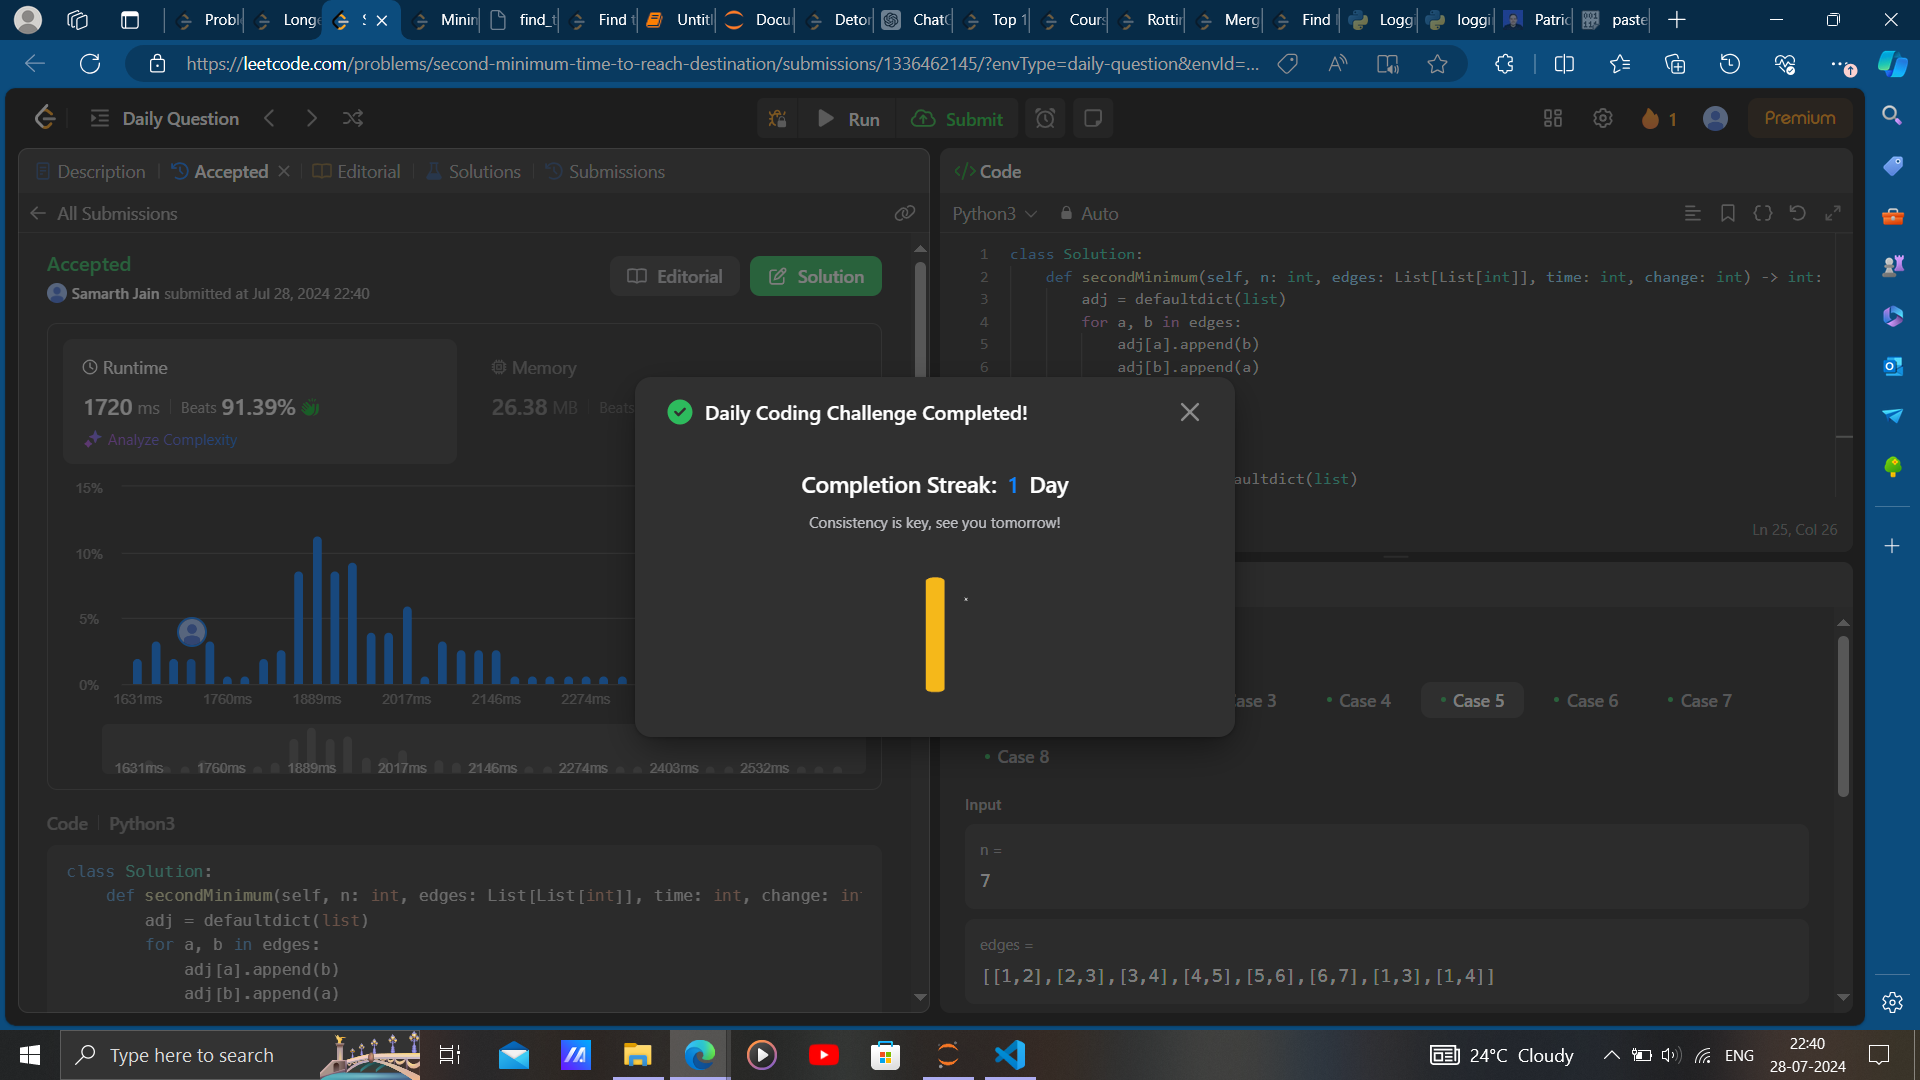 Probl
Longe
S
Minin
find_t
Find t
Untitl
Docu
Deton
ChatG
Top 1
Cours
Rottin
Merg
Find l
Loggi
loggin
Patric
paste
https://leetcode.com/problems/second-minimum-time-to-reach-destination/submissions/1336462145/?envType=daily-question&envId=...
Daily Question
Run
Submit
1
Premium
Description
Accepted
Editorial
Solutions
Submissions
All Submissions
Accepted
Samarth Jain submitted at Jul 28, 2024 22:40
Editorial
Solution
Runtime
1720 ms
Beats 91.39%
Analyze Complexity
Memory
26.38 MB
Beats
15%
10%
5%
0%
1631ms 1760ms 1889ms 2017ms 2146ms 2274ms
1631ms 1760ms 1889ms 2017ms 2146ms 2274ms 2403ms 2532ms
Code
Python3
class Solution:
def secondMinimum(self, n: int, edges: List[List[int]], time: int, change: in
adj = defaultdict(list)
for a, b in edges:
adj[a].append(b)
adj[b].append(a)
Daily Coding Challenge Completed!
Completion Streak: 1 Day
Consistency is key, see you tomorrow!
</> Code
Python3
Auto
1 class Solution:
2 def secondMinimum(self, n: int, edges: List[List[int]], time: int, change: int) -> int:
3 adj = defaultdict(list)
4 for a, b in edges:
5 adj[a].append(b)
6 adj[b].append(a)
aultdict(list)
Ln 25, Col 26
ase 3
Case 4
Case 5
Case 6
Case 7
Case 8
Input
n =
7
edges =
[[1,2],[2,3],[3,4],[4,5],[5,6],[6,7],[1,3],[1,4]]
Type here to search
24°C Cloudy
ENG
22:40
28-07-2024